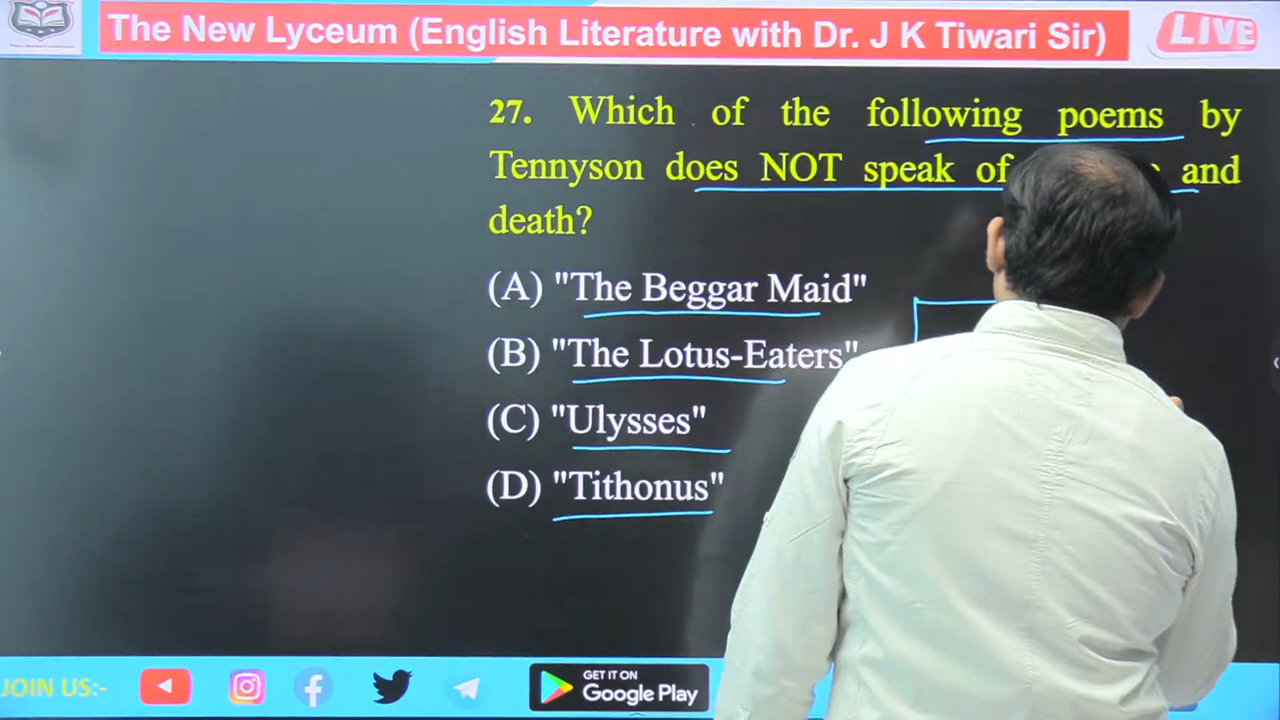 The New Lyceum (English Literature with Dr. J K Tiwari Sir)
LIVE
27. Which of the following poems by
Tennyson does NOT speak of and
death?
(A) "The Beggar Maid"
(B) "The Lotus-Eaters"
(C) "Ulysses"
(D) "Tithonus"
JOIN US:-
GET IT ON
Google Play